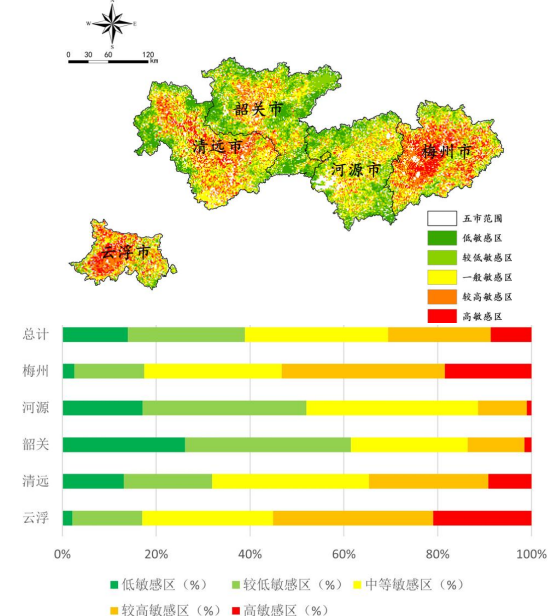 N
W
E
S
0 30 60 120
km
韶关市
清远市
河源市
梅州市
云浮市
五市范围
低敏感区
较低敏感区
一般敏感区
较高敏感区
高敏感区
总计
梅州
河源
韶关
清远
云浮
0% 20% 40% 60% 80% 100%
低敏感区（%） 较低敏感区（%） 中等敏感区（%）
较高敏感区（%） 高敏感区（%）